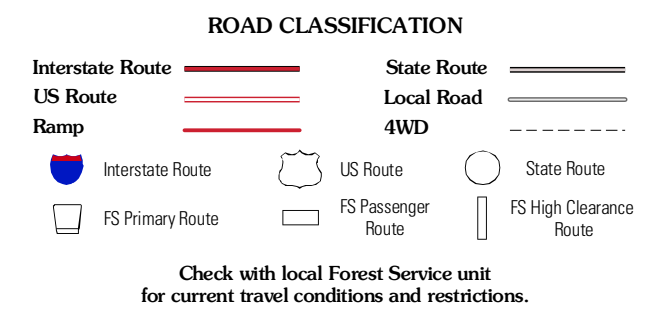 ROAD CLASSIFICATION
Interstate Route
State Route
US Route
Local Road
Ramp
4WD
Interstate Route
US Route
State Route
FS Primary Route
FS Passenger
Route
FS High Clearance
Route
Check with local Forest Service unit
for current travel conditions and restrictions.